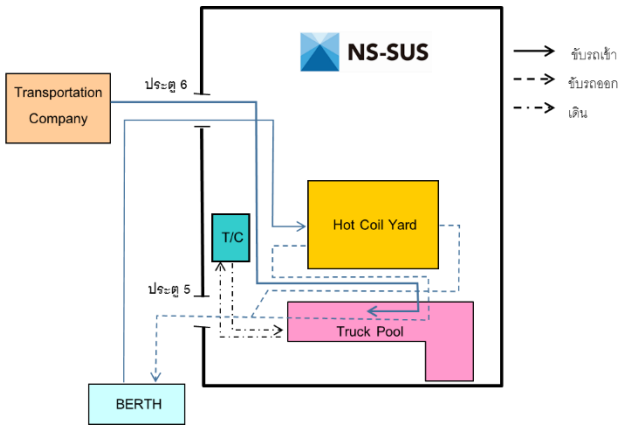 NS-SUS
ขับรถเข้า
ขับรถออก
เดิน
ประตู 6
Transportation
Company
Hot Coil Yard
T/C
ประตู 5
Truck Pool
BERTH